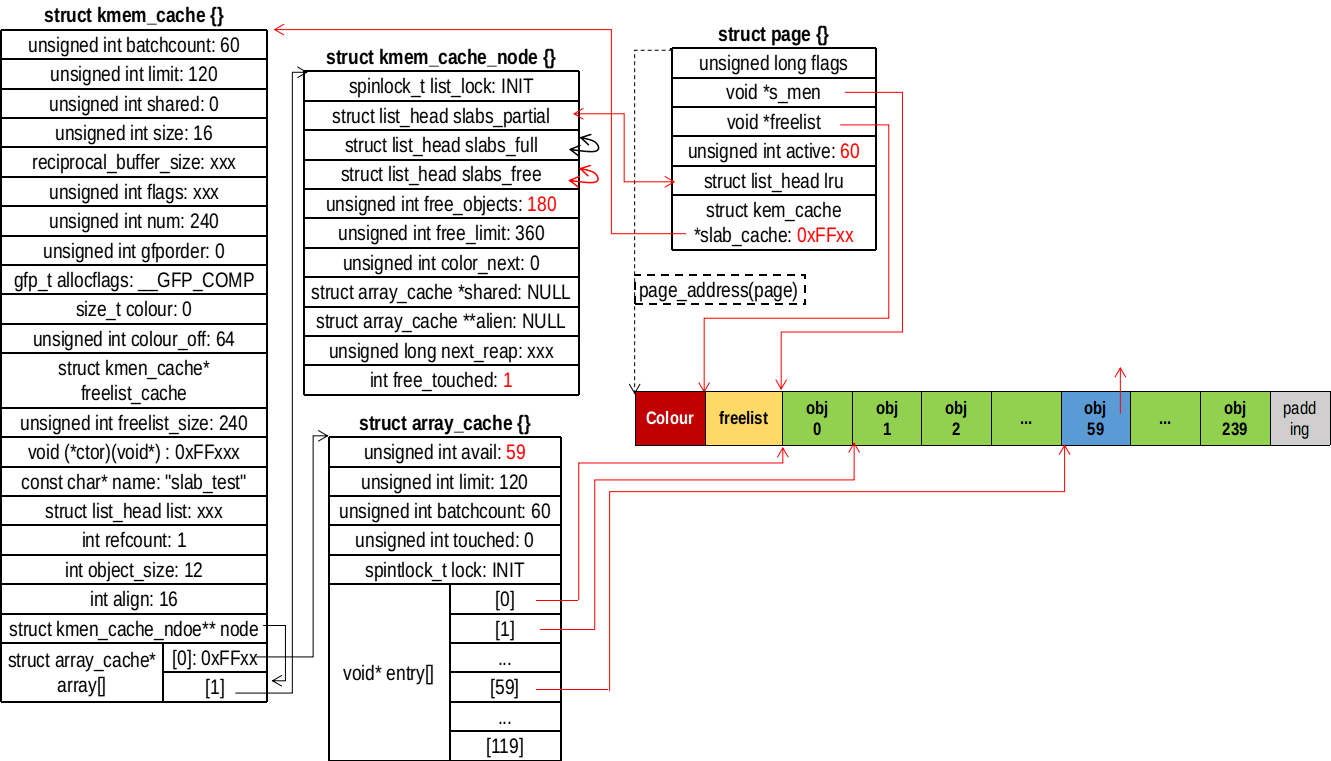 struct kmem_cache {}
unsigned int batchcount: 60
unsigned int limit: 120
unsigned int shared: 0
unsigned int size: 16
reciprocal_buffer_size: xxx
unsigned int flags: xxx
unsigned int num: 240
unsigned int gfporder: 0
gfp_t allocflags: __GFP_COMP
size_t colour: 0
unsigned int colour_off: 64
struct kmen_cache*
freelist_cache
unsigned int freelist_size: 240
void (*ctor)(void*) : 0xFFxxx
const char* name: "slab_test"
struct list_head list: xxx
int refcount: 1
int object_size: 12
int align: 16
struct kmen_cache_ndoe** node
struct array_cache*
array[]
[0]: 0xFFxx
[1]
struct kmem_cache_node {}
spinlock_t list_lock: INIT
struct list_head slabs_partial
struct list_head slabs_full
struct list_head slabs_free
unsigned int free_objects: 180
unsigned int free_limit: 360
unsigned int color_next: 0
struct array_cache *shared: NULL
struct array_cache **alien: NULL
unsigned long next_reap: xxx
int free_touched: 1
struct array_cache {}
unsigned int avail: 59
unsigned int limit: 120
unsigned int batchcount: 60
unsigned int touched: 0
spintlock_t lock: INIT
void* entry[]
[0]
[1]
...
[59]
...
[119]
struct page {}
unsigned long flags
void *s_men
void *freelist
unsigned int active: 60
struct list_head lru
struct kem_cache
*slab_cache: 0xFFxx
page_address(page)
Colour
freelist
obj
0
obj
1
obj
2
...
obj
59
...
obj
239
padd
ing